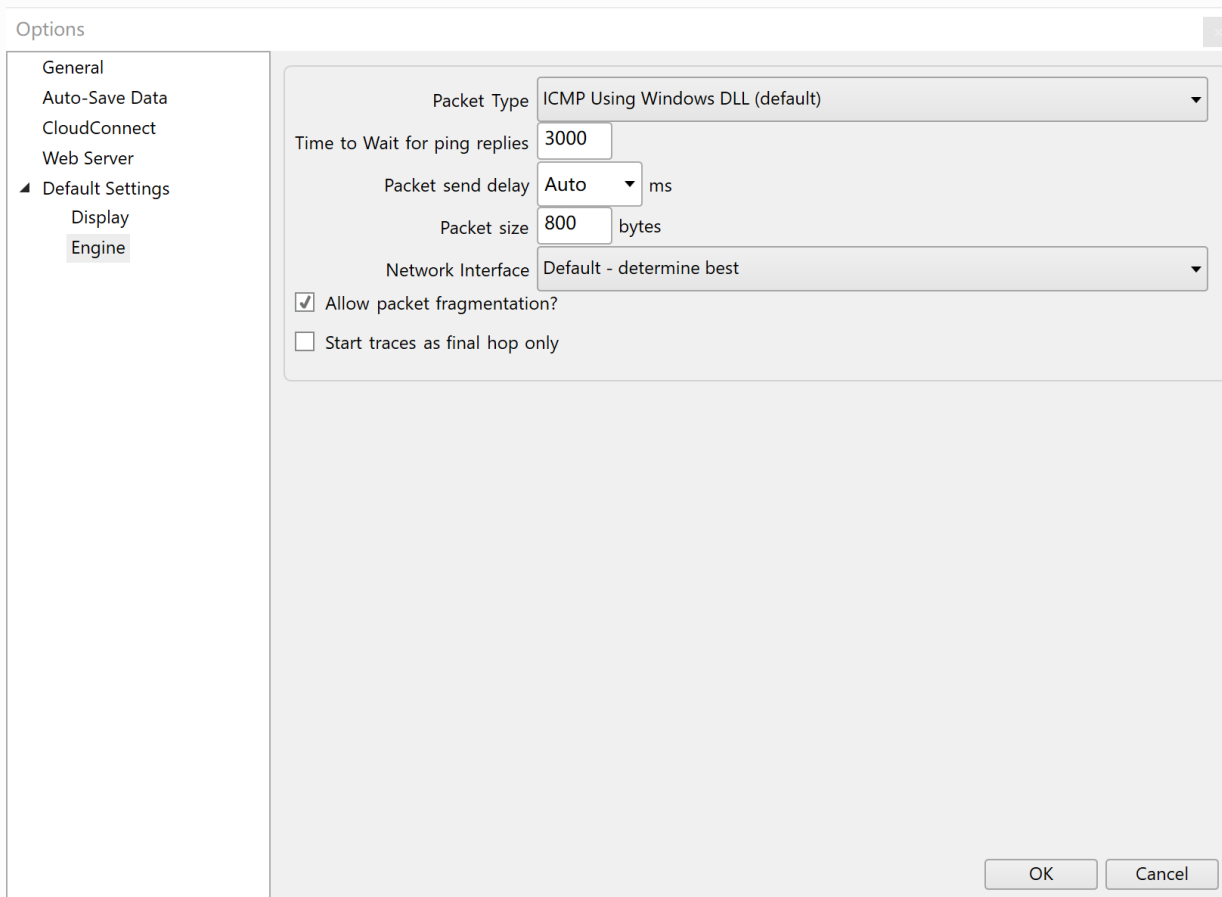 Options
General
Auto-Save Data
CloudConnect
Web Server
Default Settings
Display
Engine
Packet Type ICMP Using Windows DLL (default)
Time to Wait for ping replies 3000
Packet send delay Auto ms
Packet size 800 bytes
Network Interface Default - determine best
Allow packet fragmentation?
Start traces as final hop only
OK Cancel